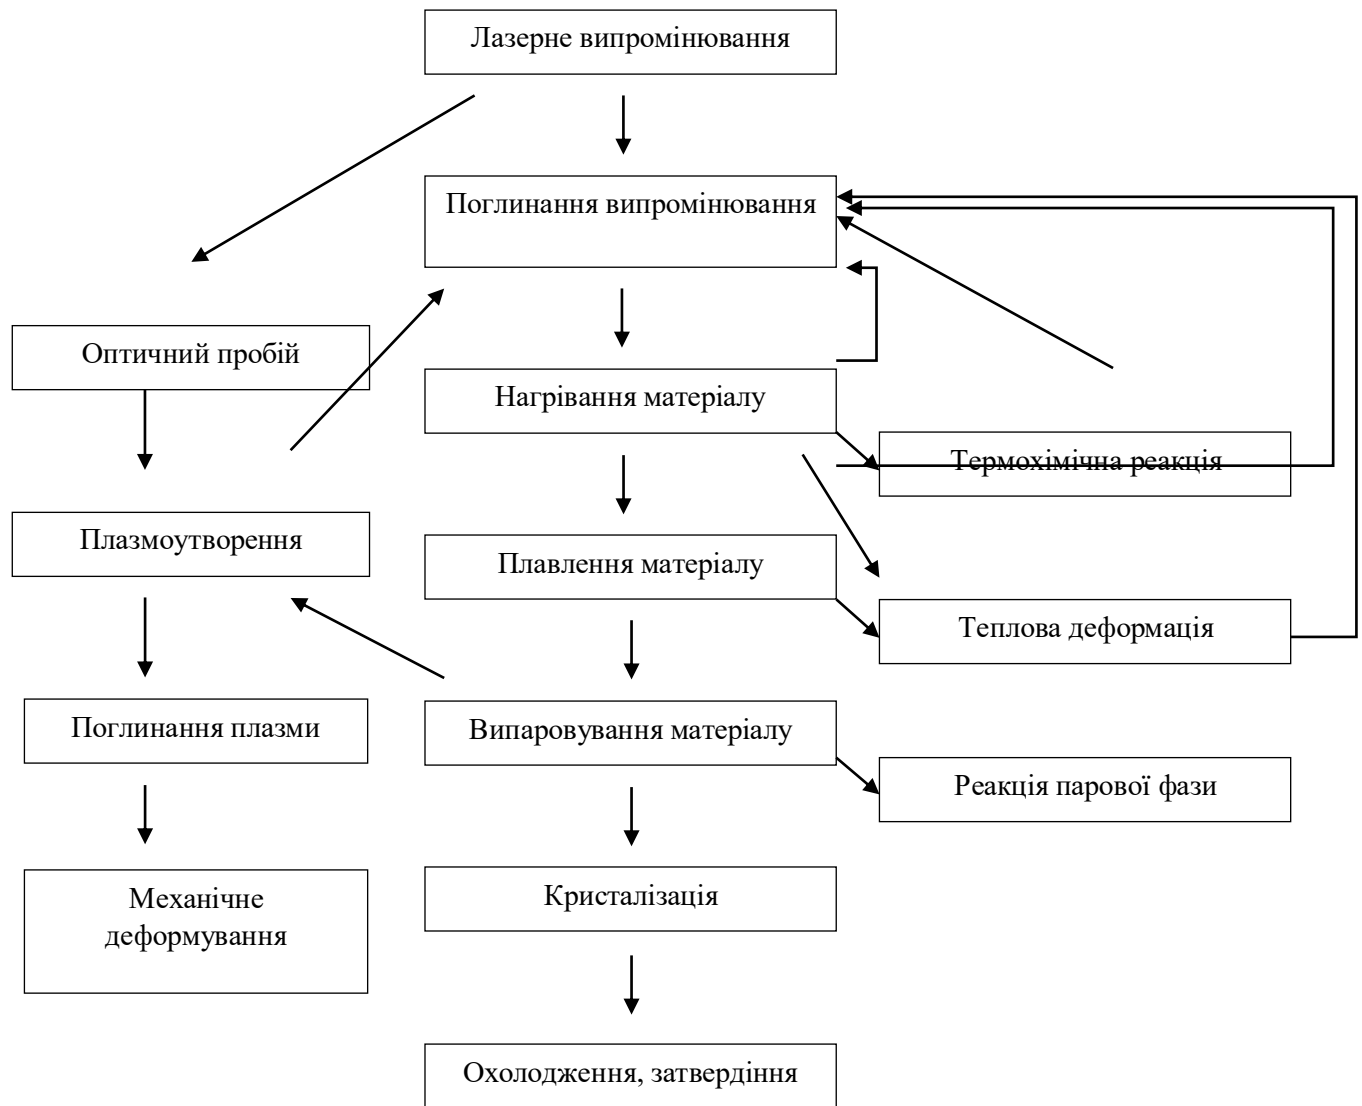 Лазерне випромінювання
Поглинання випромінювання
Оптичний пробій
Нагрівання матеріалу
Термохімічна реакція
Плазмоутворення
Плавлення матеріалу
Теплова деформація
Поглинання плазми
Випаровування матеріалу
Реакція парової фази
Механічне
деформування
Кристалізація
Охолодження, затвердіння